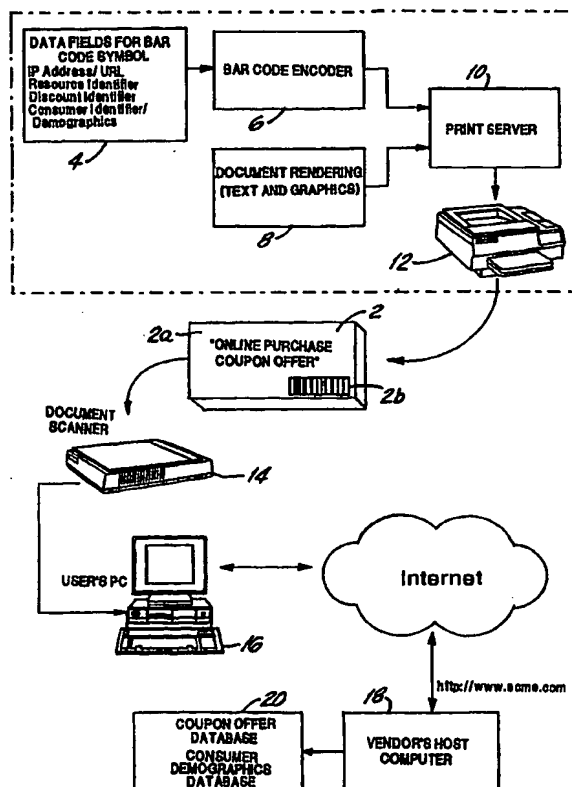 DATA FIELDS FOR BAR
CODE SYMBOL
IP Address/ URL
Resource Identifier
Discount Identifier
Consumer Identifier/
Demographics
4
BAR CODE ENCODER
6
DOCUMENT RENDERING
(TEXT AND GRAPHICS)
8
10
PRINT SERVER
12
2
2a
"ONLINE PURCHASE
COUPON OFFER"
2b
DOCUMENT
SCANNER
14
USER'S PC
16
Internet
http://www.acme.com
20
COUPON OFFER
DATABASE
CONSUMER
DEMOGRAPHICS
DATABASE
18
VENDOR'S HOST
COMPUTER